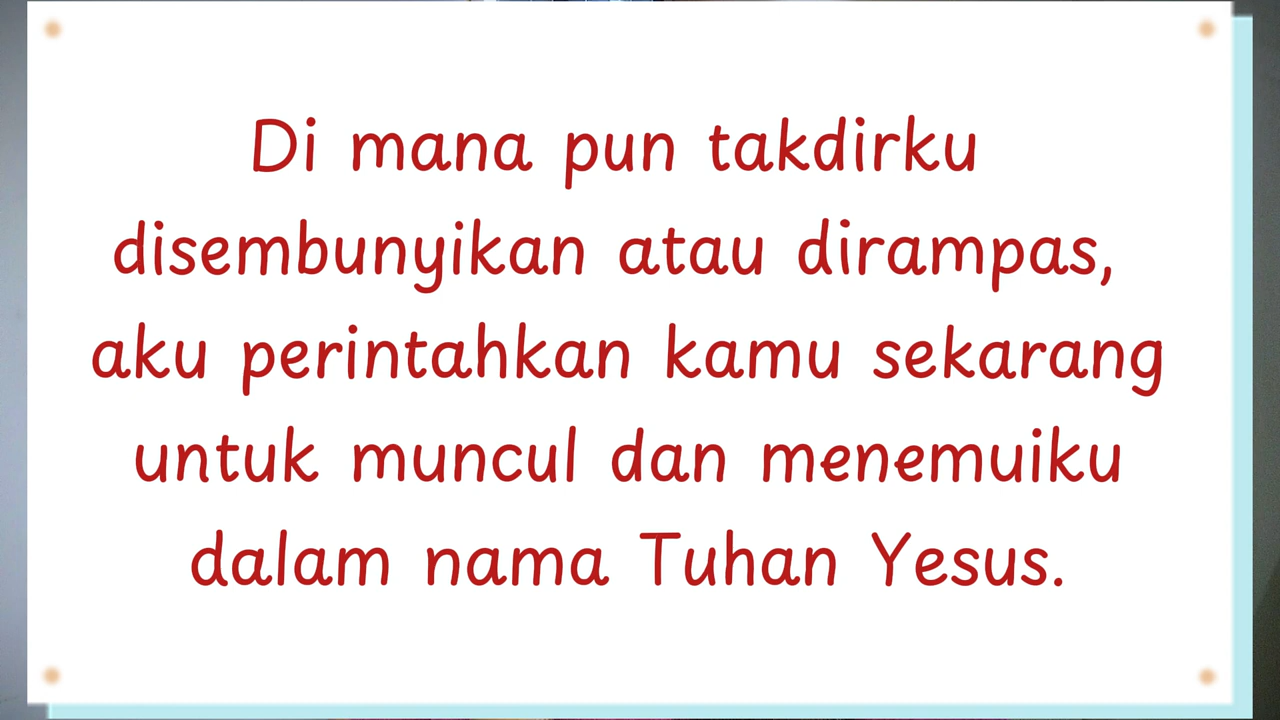 Di mana pun takdirku
disembunyikan atau dirampas,
aku perintahkan kamu sekarang
untuk muncul dan menemuiku
dalam nama Tuhan Yesus.